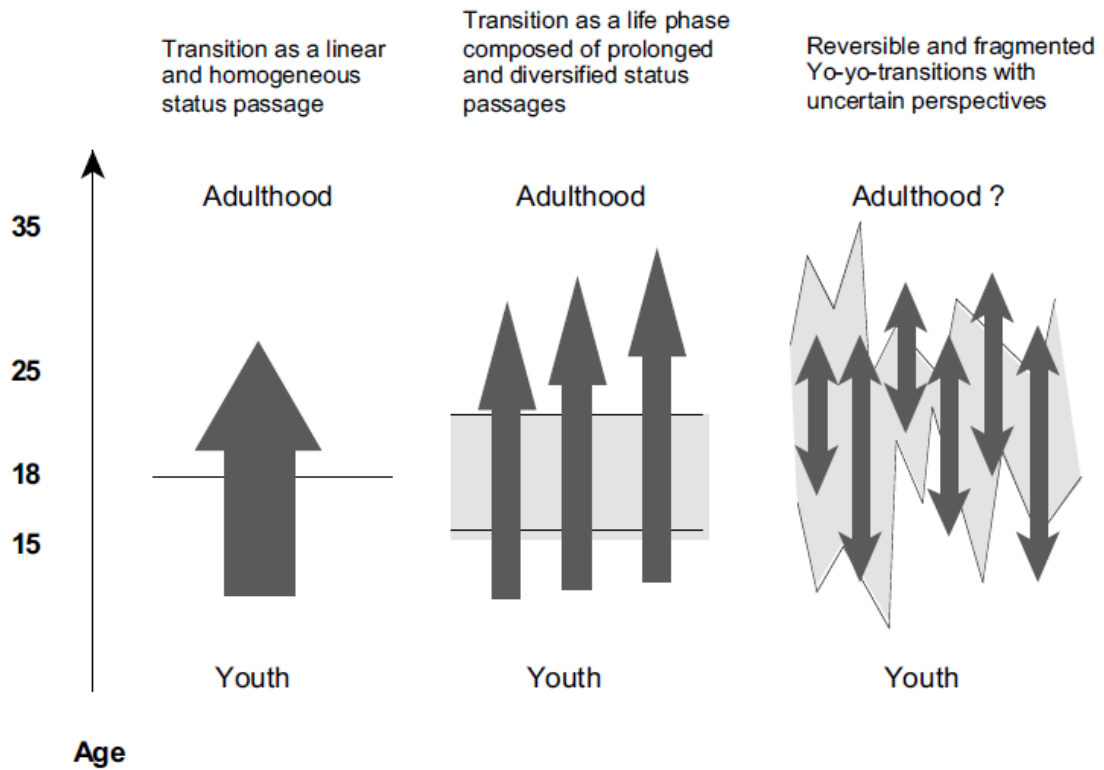 Transition as a linear
and homogeneous
status passage
Transition as a life phase
composed of prolonged
and diversified status
passages
Reversible and fragmented
Yo-yo-transitions with
uncertain perspectives
Adulthood
Adulthood
Adulthood ?
35
25
18
15
Youth
Youth
Youth
Age